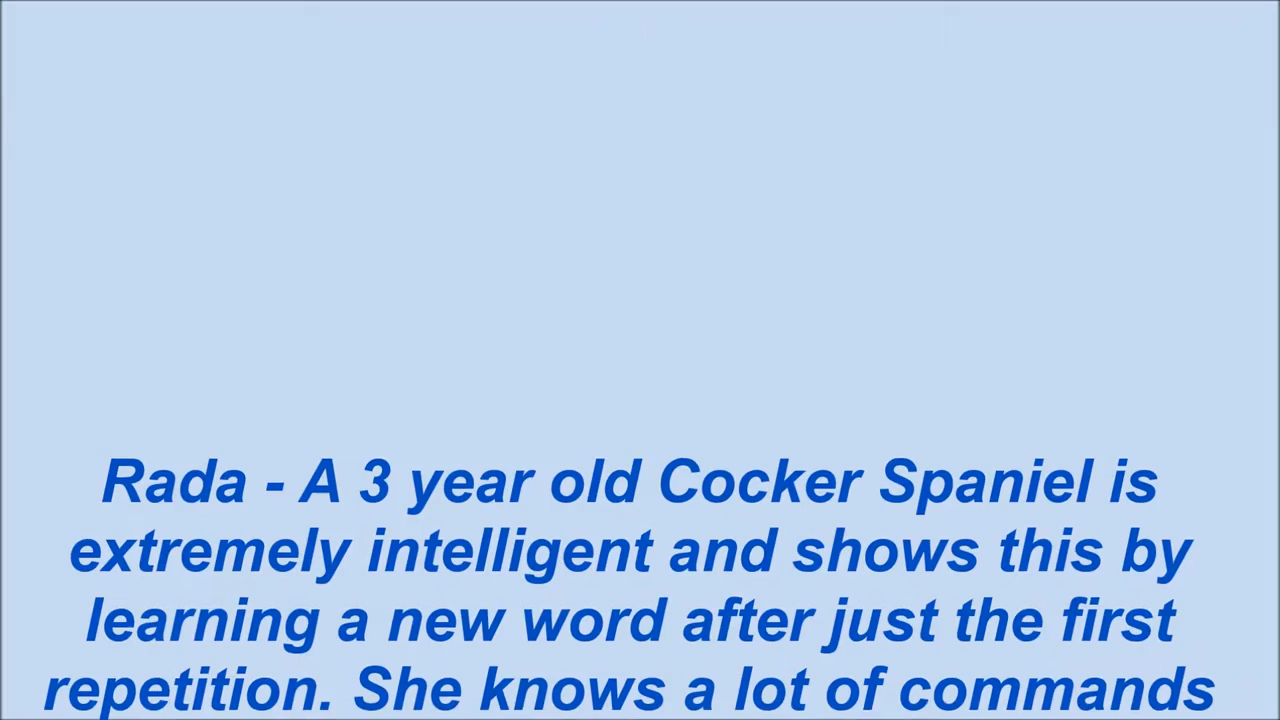 Rada - A 3 year old Cocker Spaniel is
extremely intelligent and shows this by
learning a new word after just the first
repetition. She knows a lot of commands